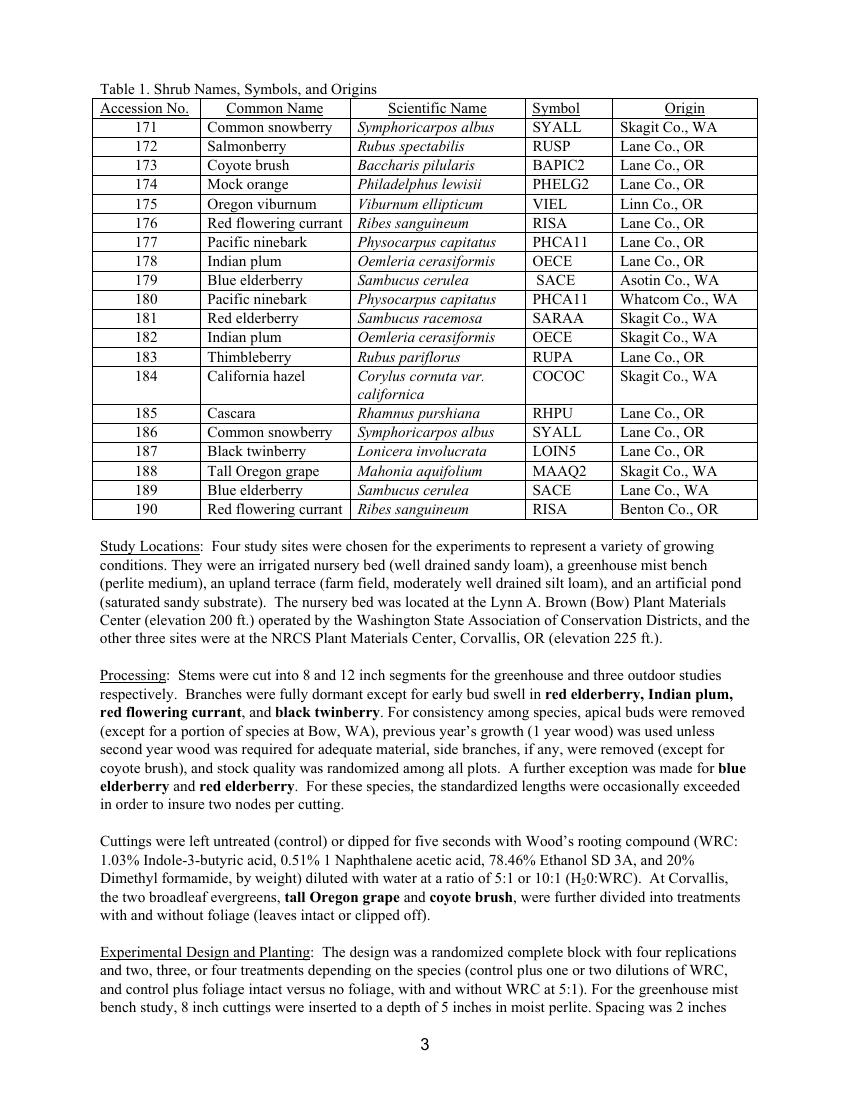 Table 1. Shrub Names, Symbols, and Origins
Accession No. Common Name Scientific Name Symbol Origin
171 Common snowberry Symphoricarpos albus SYALL Skagit Co., WA
172 Salmonberry Rubus spectabilis RUSP Lane Co., OR
173 Coyote brush Baccharis pilularis BAPIC2 Lane Co., OR
174 Mock orange Philadelphus lewisii PHELG2 Lane Co., OR
175 Oregon viburnum Viburnum ellipticum VIEL Linn Co., OR
176 Red flowering currant Ribes sanguineum RISA Lane Co., OR
177 Pacific ninebark Physocarpus capitatus PHCA11 Lane Co., OR
178 Indian plum Oemleria cerasiformis OECE Lane Co., OR
179 Blue elderberry Sambucus cerulea SACE Asotin Co., WA
180 Pacific ninebark Physocarpus capitatus PHCA11 Whatcom Co., WA
181 Red elderberry Sambucus racemosa SARAA Skagit Co., WA
182 Indian plum Oemleria cerasiformis OECE Skagit Co., WA
183 Thimbleberry Rubus pariflorus RUPA Lane Co., OR
184 California hazel Corylus cornuta var. COCOC Skagit Co., WA
californica
185 Cascara Rhamnus purshiana RHPU Lane Co., OR
186 Common snowberry Symphoricarpos albus SYALL Lane Co., OR
187 Black twinberry Lonicera involucrata LOIN5 Lane Co., OR
188 Tall Oregon grape Mahonia aquifolium MAAQ2 Skagit Co., WA
189 Blue elderberry Sambucus cerulea SACE Lane Co., WA
190 Red flowering currant Ribes sanguineum RISA Benton Co., OR
Study Locations: Four study sites were chosen for the experiments to represent a variety of growing
conditions. They were an irrigated nursery bed (well drained sandy loam), a greenhouse mist bench
(perlite medium), an upland terrace (farm field, moderately well drained silt loam), and an artificial pond
(saturated sandy substrate). The nursery bed was located at the Lynn A. Brown (Bow) Plant Materials
Center (elevation 200 ft.) operated by the Washington State Association of Conservation Districts, and the
other three sites were at the NRCS Plant Materials Center, Corvallis, OR (elevation 225 ft.).
Processing: Stems were cut into 8 and 12 inch segments for the greenhouse and three outdoor studies
respectively. Branches were fully dormant except for early bud swell in red elderberry, Indian plum,
red flowering currant, and black twinberry. For consistency among species, apical buds were removed
(except for a portion of species at Bow, WA), previous year's growth (1 year wood) was used unless
second year wood was required for adequate material, side branches, if any, were removed (except for
coyote brush), and stock quality was randomized among all plots. A further exception was made for blue
elderberry and red elderberry. For these species, the standardized lengths were occasionally exceeded
in order to insure two nodes per cutting.
Cuttings were left untreated (control) or dipped for five seconds with Wood's rooting compound (WRC:
1.03% Indole-3-butyric acid, 0.51% 1 Naphthalene acetic acid, 78.46% Ethanol SD 3A, and 20%
Dimethyl formamide, by weight) diluted with water at a ratio of 5:1 or 10:1 (H₂0:WRC). At Corvallis,
the two broadleaf evergreens, tall Oregon grape and coyote brush, were further divided into treatments
with and without foliage (leaves intact or clipped off).
Experimental Design and Planting: The design was a randomized complete block with four replications
and two, three, or four treatments depending on the species (control plus one or two dilutions of WRC,
and control plus foliage intact versus no foliage, with and without WRC at 5:1). For the greenhouse mist
bench study, 8 inch cuttings were inserted to a depth of 5 inches in moist perlite. Spacing was 2 inches
3